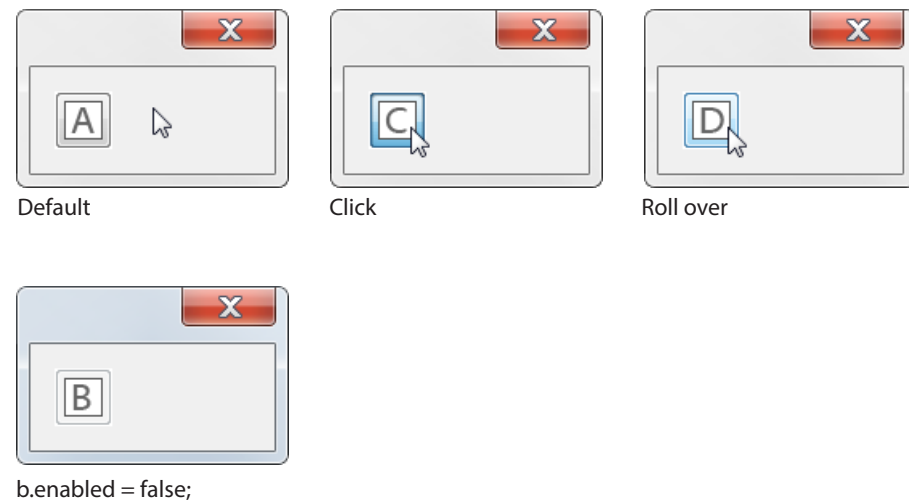 A
Default
C
Click
D
Roll over
B
b.enabled = false;